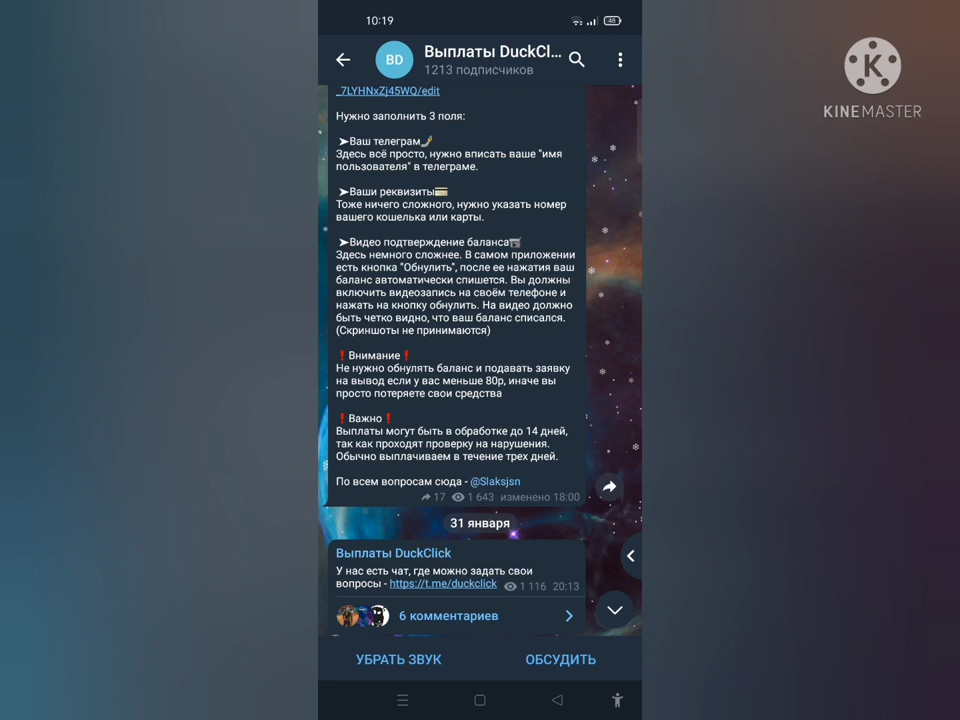 10:19
48
BD
Выплаты DuckCl...
1213 подписчиков
K
KINEMASTER
_7LYHNxZj45WQ/edit
Нужно заполнить 3 поля:
➤Ваш телеграм🤳
Здесь всё просто, нужно вписать ваше "имя
пользователя" в телеграме.
➤Ваши реквизиты💳
Тоже ничего сложного, нужно указать номер
вашего кошелька или карты.
➤Видео подтверждение баланса📹
Здесь немного сложнее. В самом приложении
есть кнопка "Обнулить", после ее нажатия ваш
баланс автоматически спишется. Вы должны
включить видеозапись на своём телефоне и
нажать на кнопку обнулить. На видео должно
быть четко видно, что ваш баланс списался.
(Скриншоты не принимаются)
❗Внимание❗
Не нужно обнулять баланс и подавать заявку
на вывод если у вас меньше 80р, иначе вы
просто потеряете свои средства
❗Важно❗
Выплаты могут быть в обработке до 14 дней,
так как проходят проверку на нарушения.
Обычно выплачиваем в течение трех дней.
По всем вопросам сюда - @Slaksjsn
17 1 643 изменено 18:00
31 января
Выплаты DuckClick
У нас есть чат, где можно задать свои
вопросы - https://t.me/duckclick 1 116 20:13
6 комментариев
УБРАТЬ ЗВУК
ОБСУДИТЬ